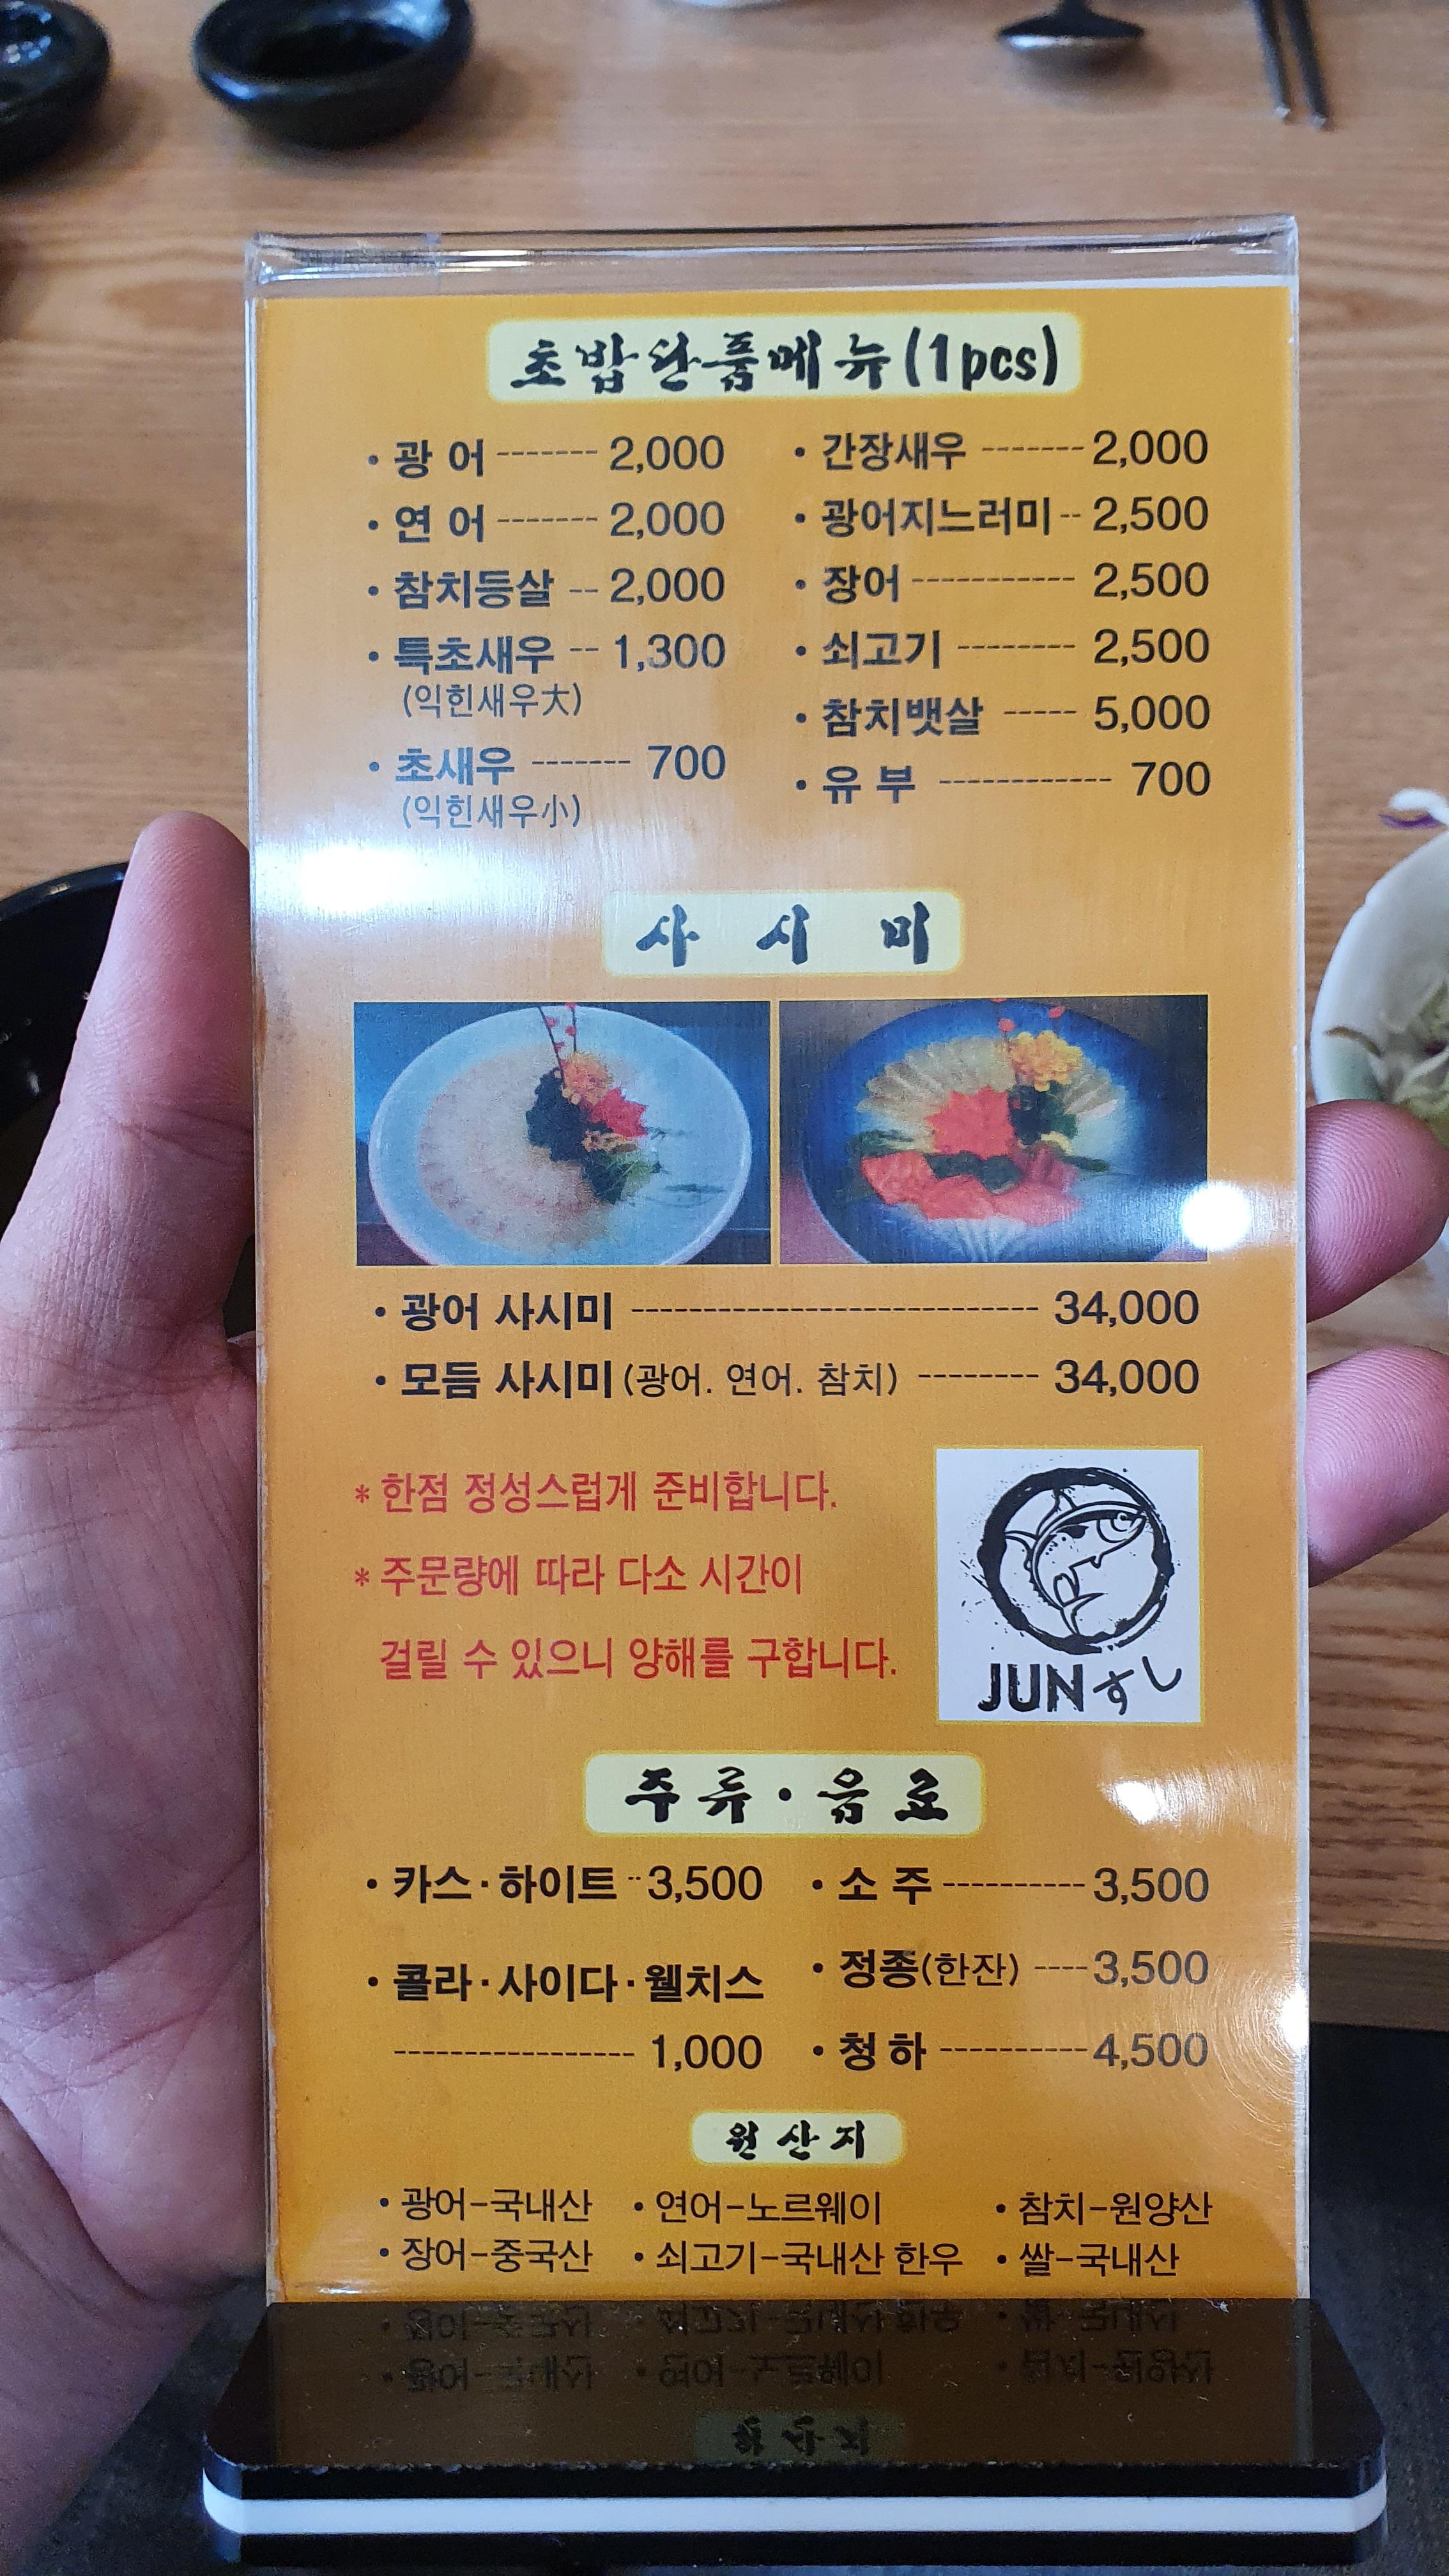 초밥단품메뉴(1pcs)
• 광 어 ------- 2,000
• 연 어 ------- 2,000
• 참치등살 -- 2,000
• 특초새우 -- 1,300
(익힌새우大)
• 초새우 ------- 700
(익힌새우小)
• 간장새우 ------- 2,000
• 광어지느러미 -- 2,500
• 장어 ------------ 2,500
• 쇠고기 -------- 2,500
• 참치뱃살 ----- 5,000
• 유 부 ------------ 700
사 시 미
• 광어 사시미 ---------------------------- 34,000
• 모듬 사시미 (광어. 연어. 참치) -------- 34,000
* 한점 정성스럽게 준비합니다.
* 주문량에 따라 다소 시간이
걸릴 수 있으니 양해를 구합니다.
JUN すし
주 류 · 음 료
• 카스 · 하이트 -- 3,500
• 콜라 · 사이다 · 웰치스
----------------- 1,000
• 소 주 ---------- 3,500
• 정종(한잔) ---- 3,500
• 청 하 ---------- 4,500
원 산 지
• 광어-국내산 • 연어-노르웨이 • 참치-원양산
• 장어-중국산 • 쇠고기-국내산 한우 • 쌀-국내산